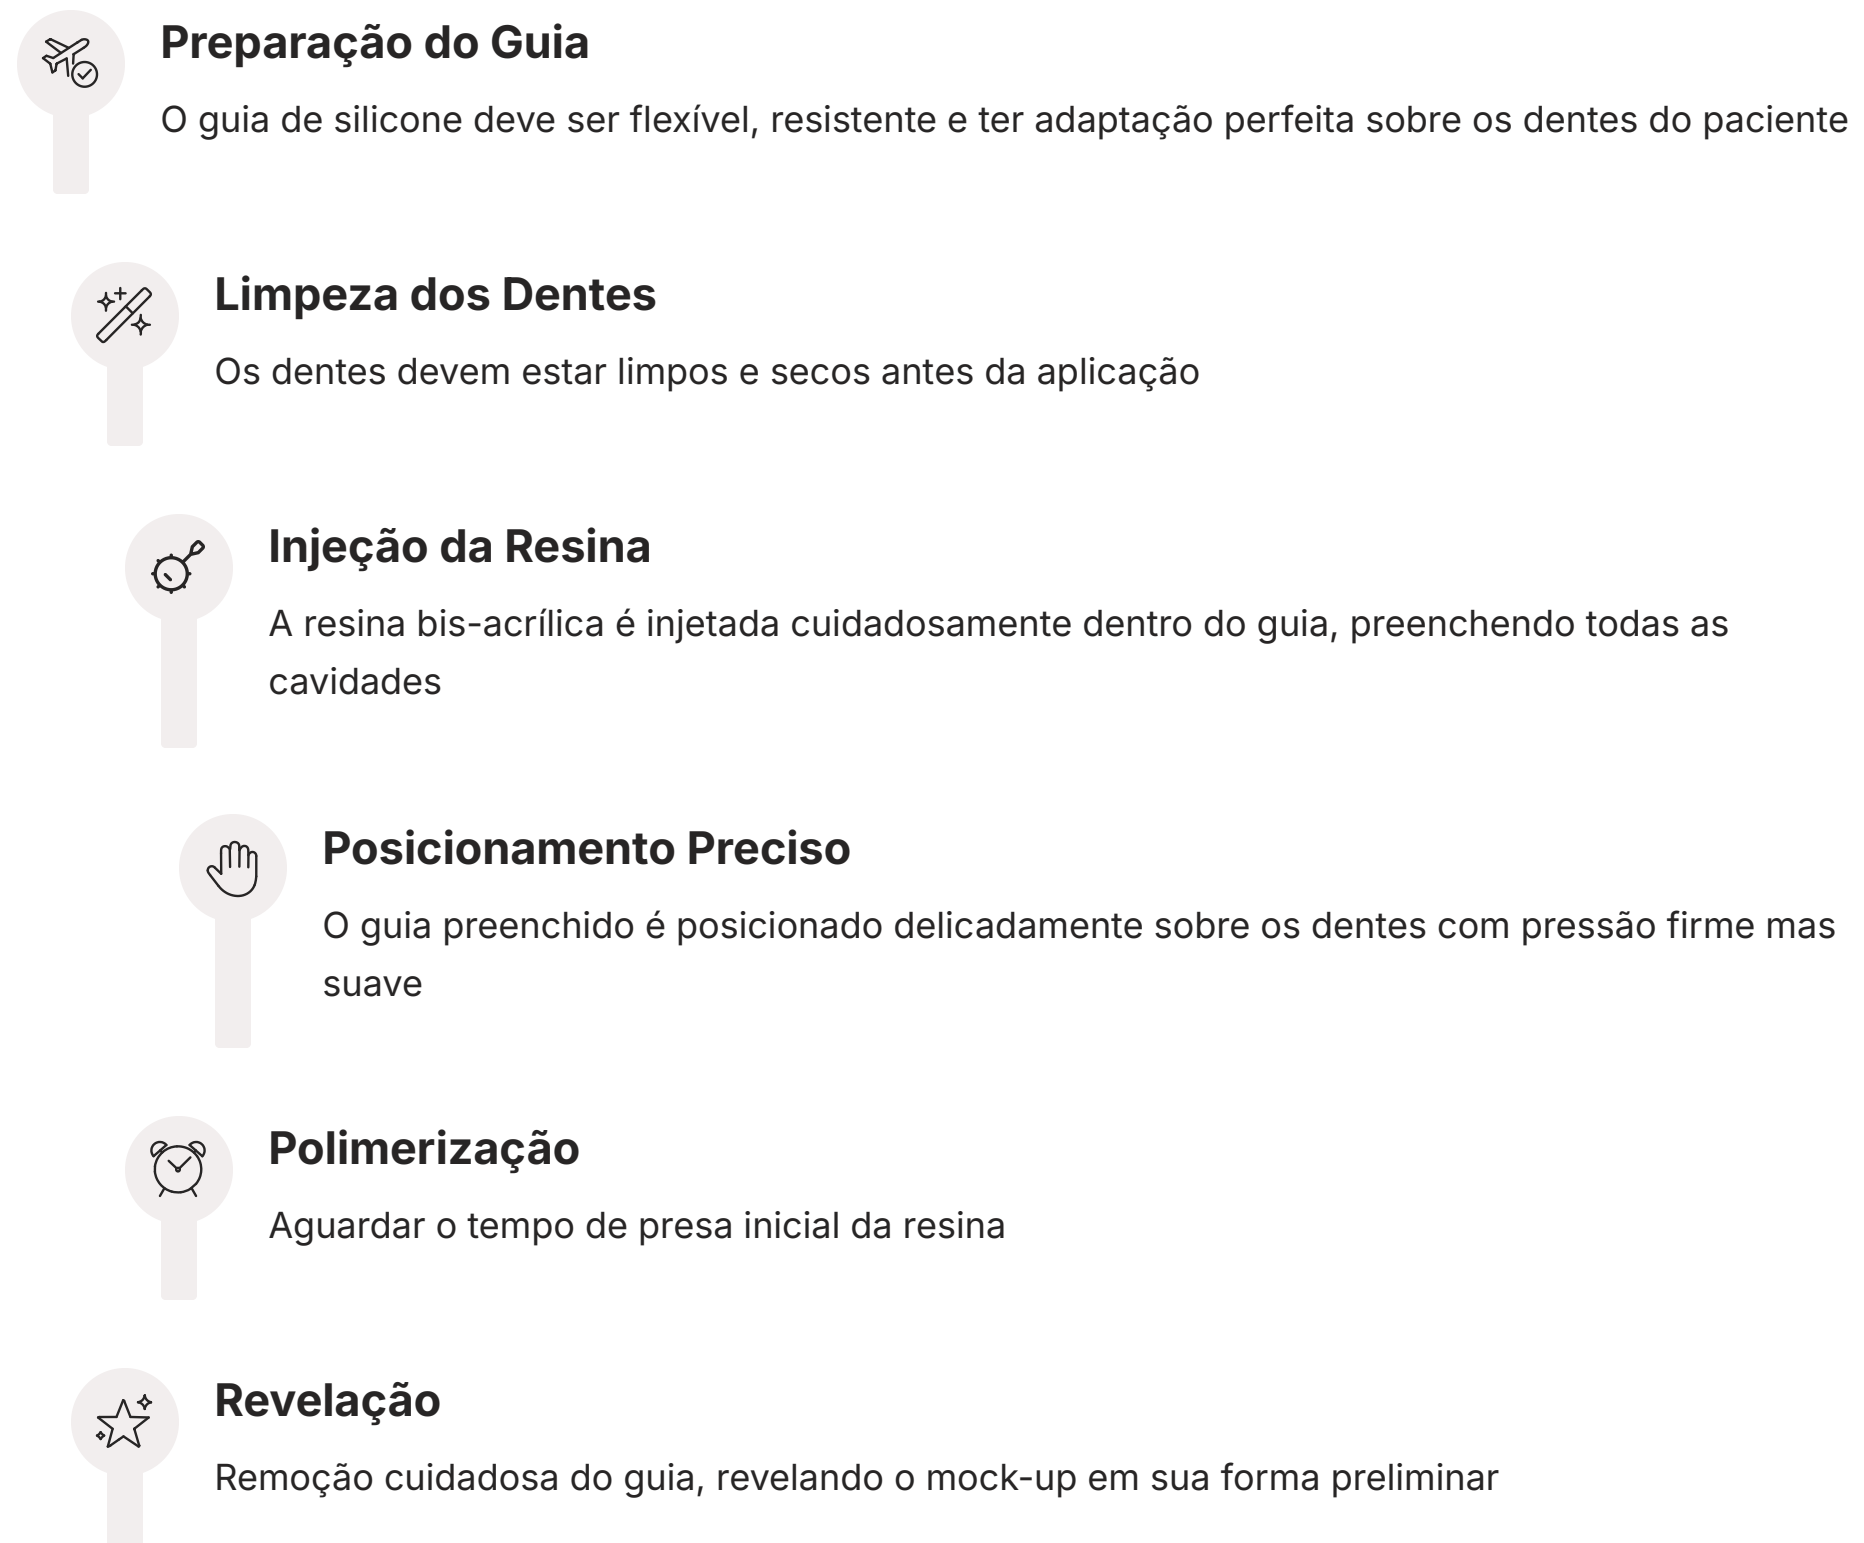 Preparação do Guia
O guia de silicone deve ser flexível, resistente e ter adaptação perfeita sobre os dentes do paciente
Limpeza dos Dentes
Os dentes devem estar limpos e secos antes da aplicação
Injeção da Resina
A resina bis-acrílica é injetada cuidadosamente dentro do guia, preenchendo todas as
cavidades
Posicionamento Preciso
O guia preenchido é posicionado delicadamente sobre os dentes com pressão firme mas
suave
Polimerização
Aguardar o tempo de presa inicial da resina
Revelação
Remoção cuidadosa do guia, revelando o mock-up em sua forma preliminar